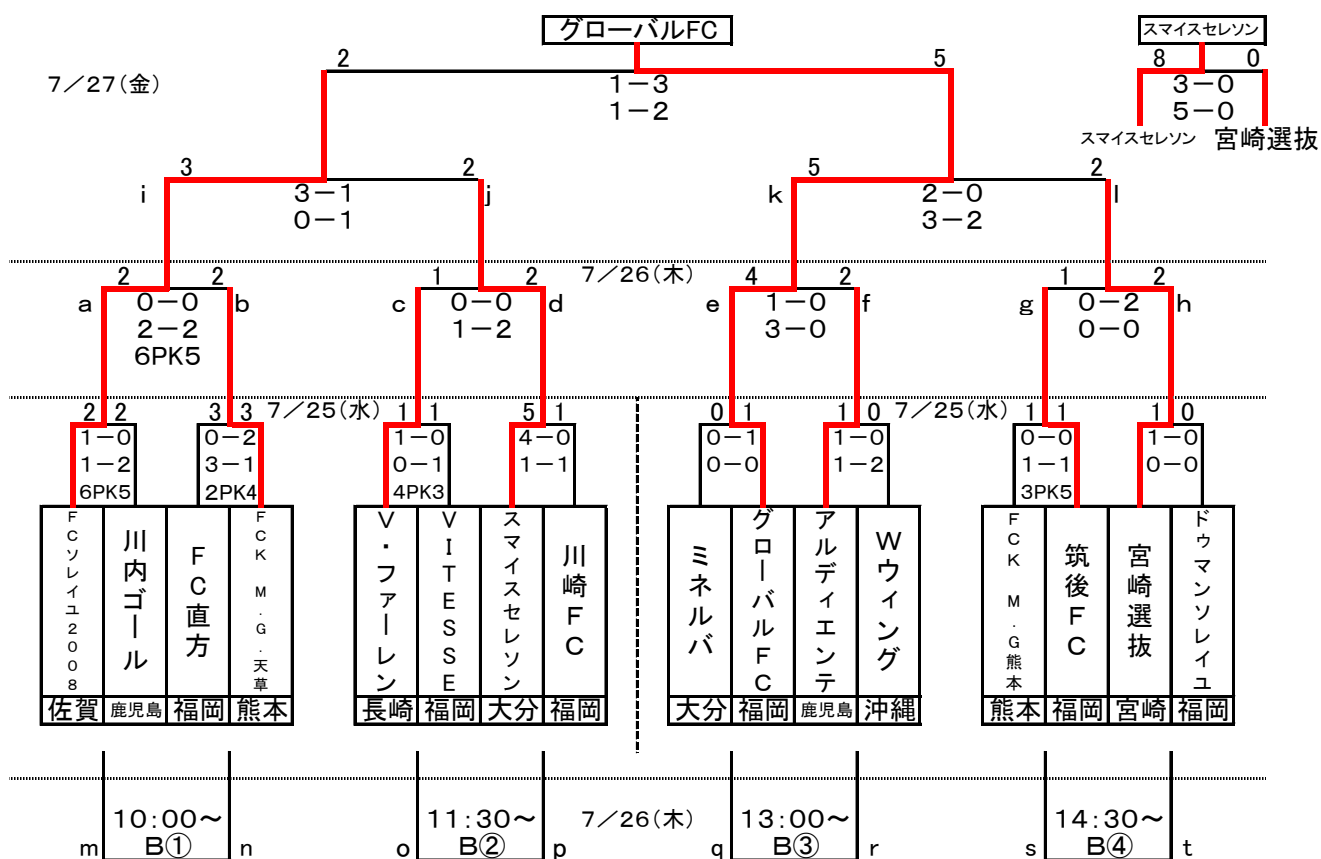 グローバルFC
スマイスセレソン
2
5
8
0
7／27(金)
1－3
1－2
3－0
5－0
スマイスセレソン
宮崎選抜
3
2
5
2
i
3－1
j
k
2－0
l
0－1
3－2
7／26(木)
2
2
1
2
4
2
1
2
a
0－0
b
c
0－0
d
e
1－0
f
g
0－2
h
2－2
1－2
3－0
0－0
6PK5
7／25(水)
7／25(水)
2
2
3
3
1
1
5
1
0
1
1
0
1
1
1
0
1－0
0－2
1－0
4－0
0－1
1－0
0－0
1－0
1－2
3－1
0－1
1－1
0－0
1－2
1－1
0－0
6PK5
2PK4
4PK3
3PK5
FCソレイユ2008
川内ゴール
FC直方
FCK M.G.天草
V・ファーレン
VITESSE
スマイスセレソン
川崎FC
ミネルバ
グローバルFC
アルディエンテ
Wウィング
FCK M.G熊本
筑後FC
宮崎選抜
ドゥマンソレイユ
佐賀
鹿児島
福岡
熊本
長崎
福岡
大分
福岡
大分
福岡
鹿児島
沖縄
熊本
福岡
宮崎
福岡
10:00～
11:30～
7／26(木)
13:00～
14:30～
m
B①
n
o
B②
p
q
B③
r
s
B④
t